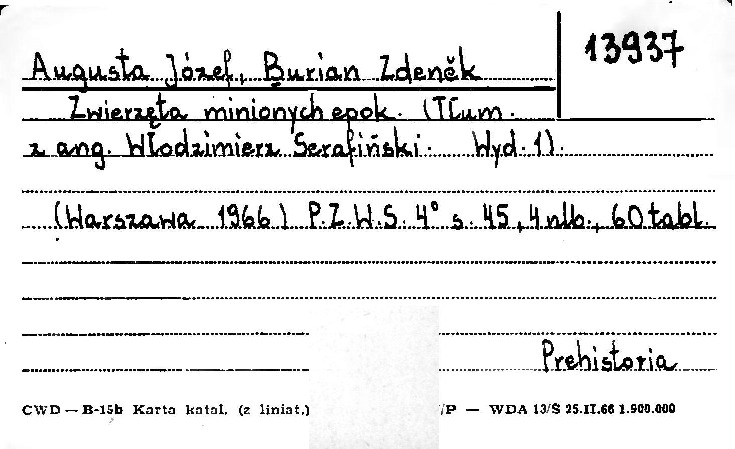 13937
Augusta Józef, Burian Zdeněk
Zwierzęta minionych epok. (Tłum.
z ang. Włodzimierz Serafiński. Wyd. 1).
(Warszawa 1966) P.Z.W.S. 4° s. 45, 4 nlb., 60 tabl.
Prehistoria
CWD — B-15b Karta katal. (z liniat.) /P — WDA 13/S 25.II.66 1.900.000